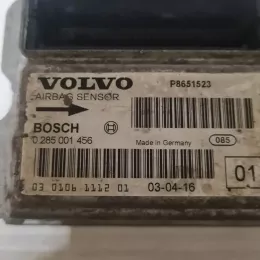 VOLVO
P8651523
AIRBAG SENSOR
BOSCH
Made in Germany
065
0 285 001 456
01
03 0106 1112 01
03-04-16